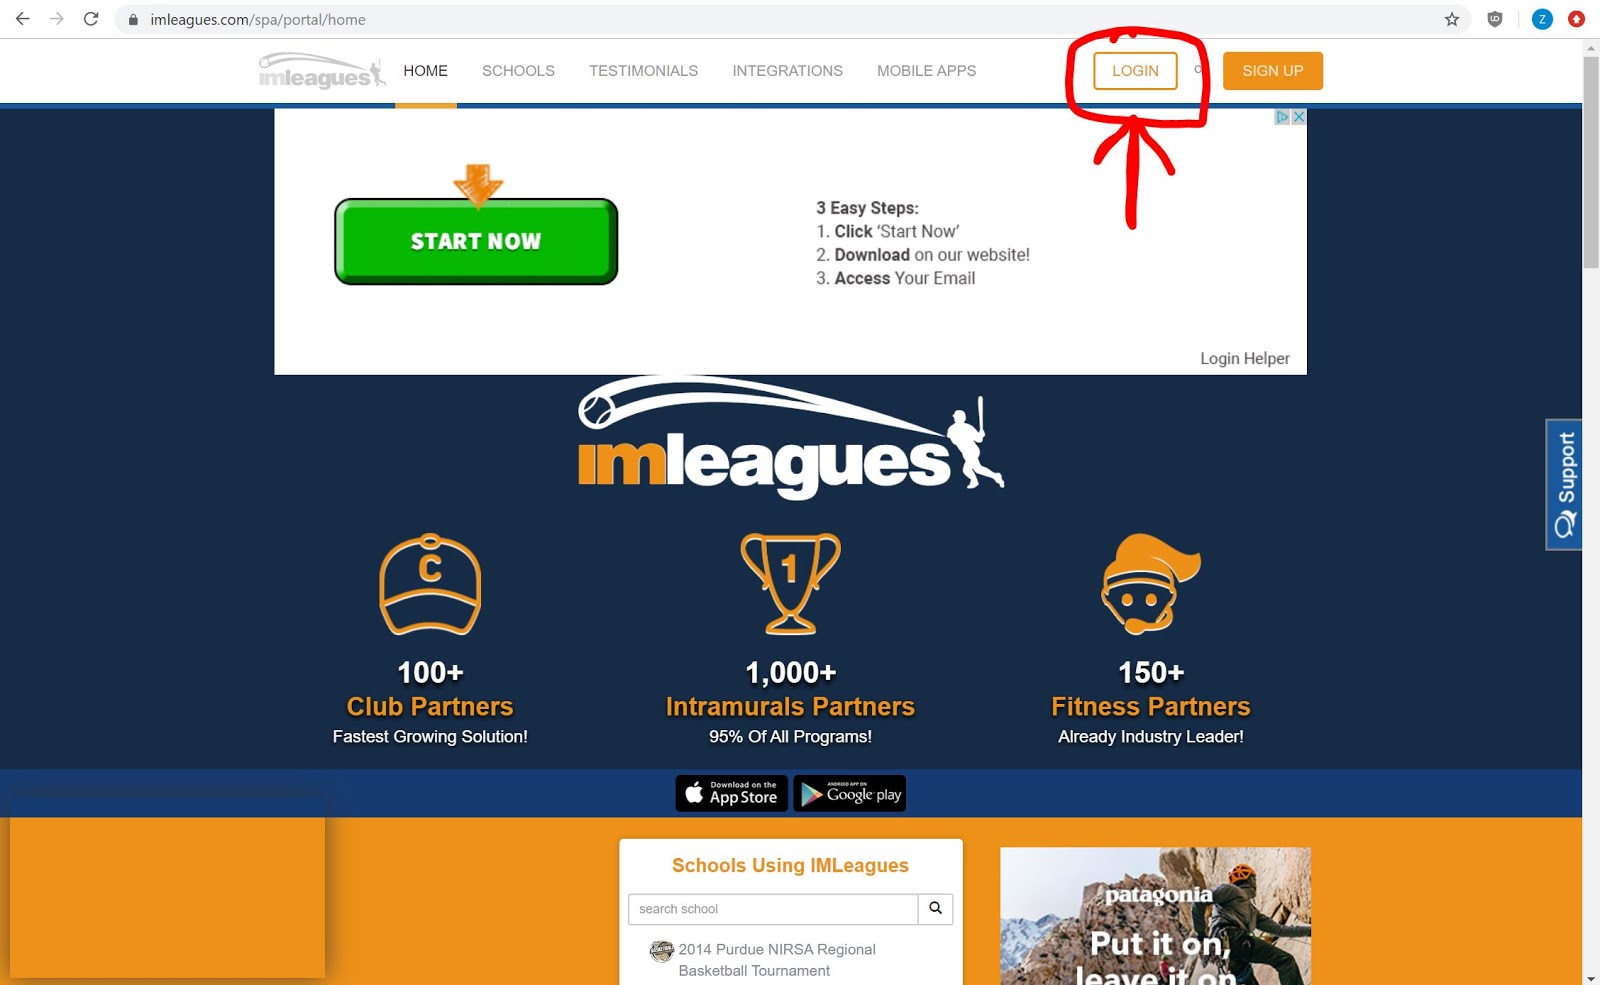 imleagues.com/spa/portal/home
Z
imleagues
HOME
SCHOOLS
TESTIMONIALS
INTEGRATIONS
MOBILE APPS
LOGIN
SIGN UP
START NOW
3 Easy Steps:
1. Click ‘Start Now’
2. Download on our website!
3. Access Your Email
Login Helper
imleagues
Support
C
1
100+
Club Partners
Fastest Growing Solution!
1,000+
Intramurals Partners
95% Of All Programs!
150+
Fitness Partners
Already Industry Leader!
Download on the
App Store
ANDROID APP ON
Google play
Schools Using IMLeagues
search school
2014 Purdue NIRSA Regional
Basketball Tournament
patagonia
Put it on,
leave it on